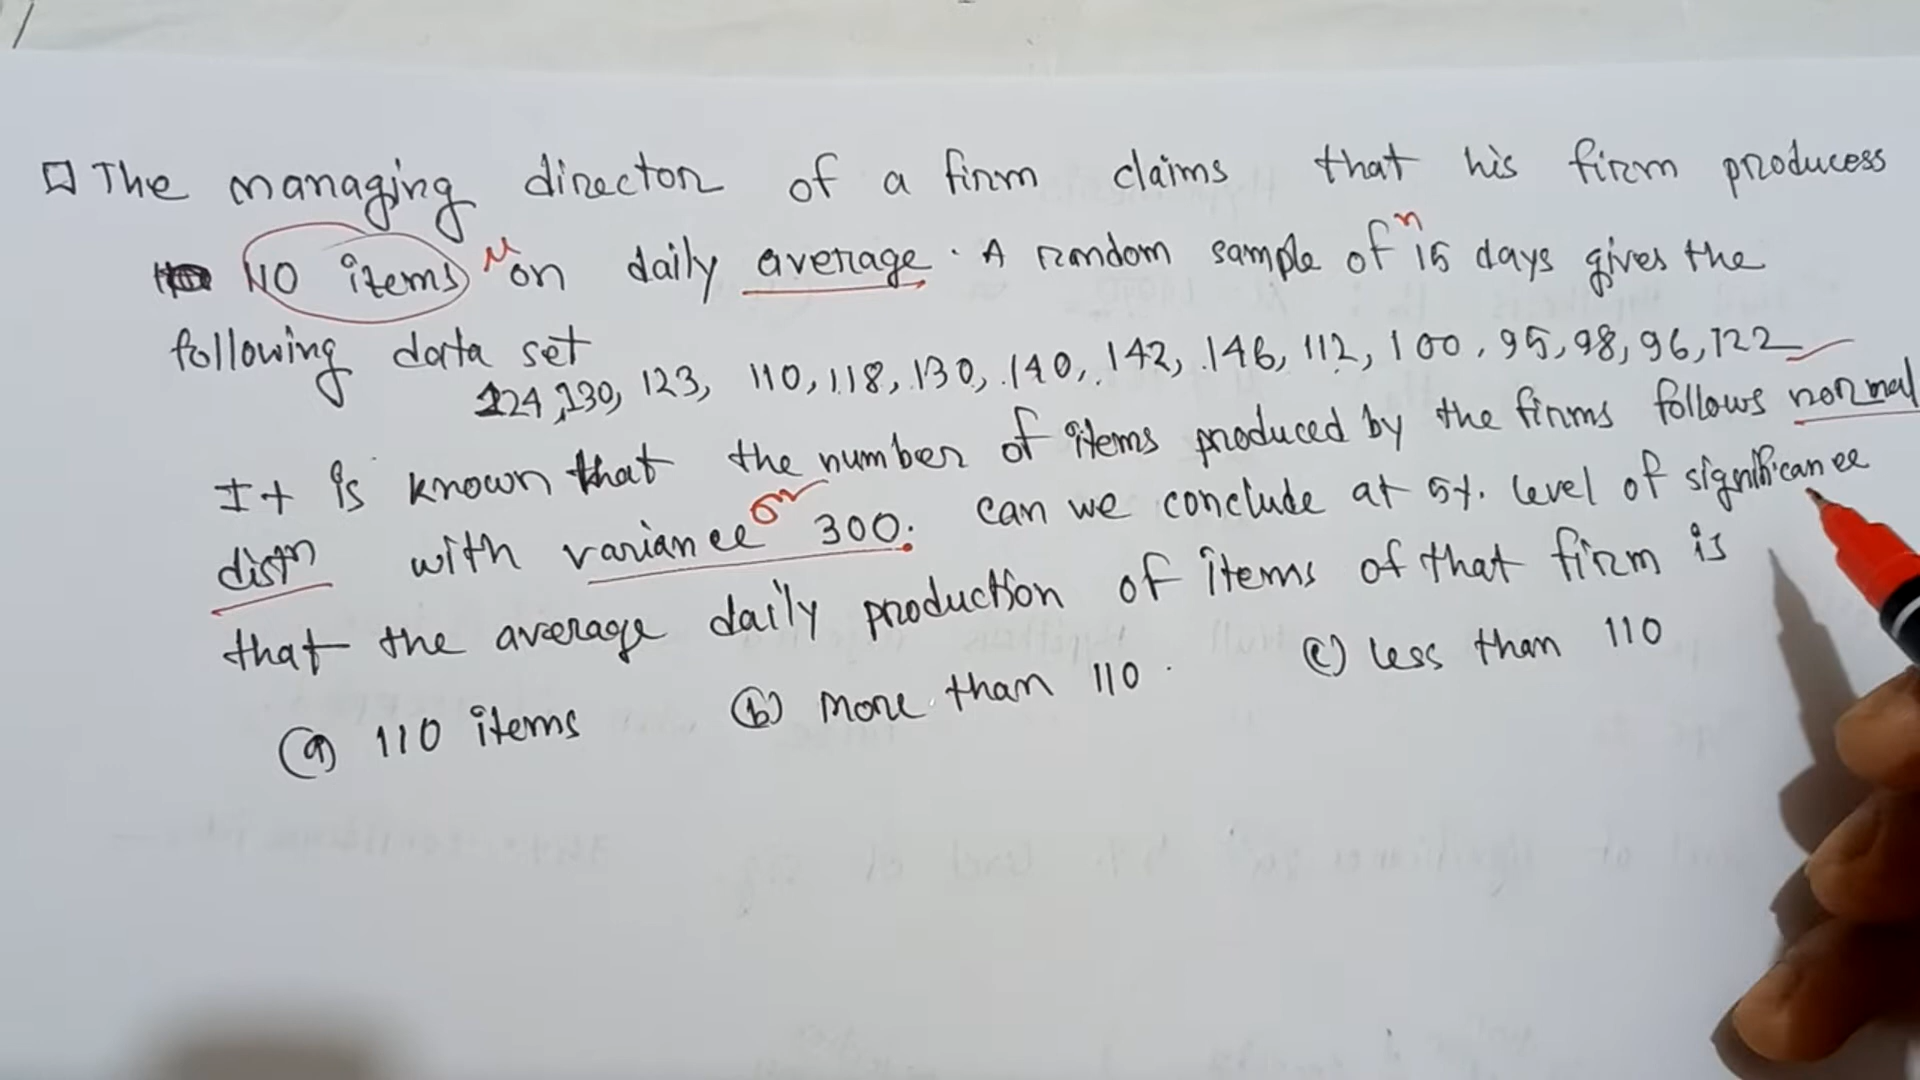 The managing director of a firm claims that his firm producess
110 items μ on daily average. A random sample of n 15 days gives the
following data set
124, 130, 123, 110, 118, 130, 140, 142, 146, 112, 100, 95, 98, 96, 122
It is known that the number of items produced by the firms follows normal
distn with variance σ² 300. can we conclude at 5%. level of significance
that the average daily production of items of that firm is
(a) 110 items (b) more than 110. (c) less than 110